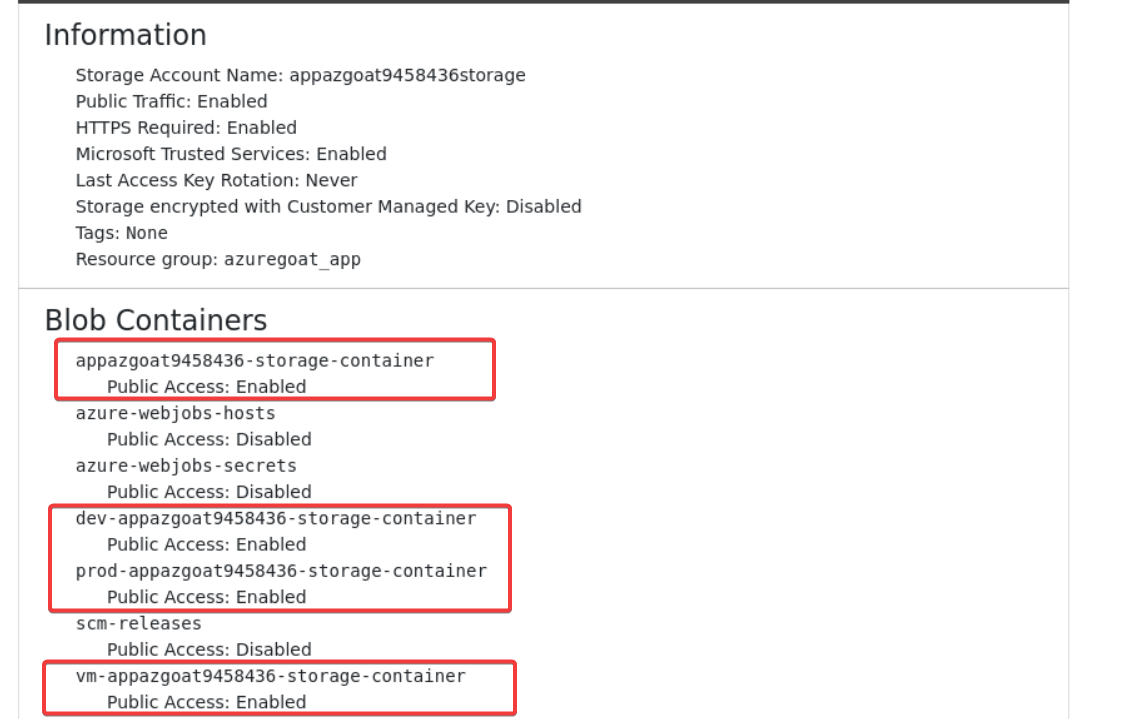 Information
Storage Account Name: appazgoat9458436storage
Public Traffic: Enabled
HTTPS Required: Enabled
Microsoft Trusted Services: Enabled
Last Access Key Rotation: Never
Storage encrypted with Customer Managed Key: Disabled
Tags: None
Resource group: azuregoat_app
Blob Containers
appazgoat9458436-storage-container
Public Access: Enabled
azure-webjobs-hosts
Public Access: Disabled
azure-webjobs-secrets
Public Access: Disabled
dev-appazgoat9458436-storage-container
Public Access: Enabled
prod-appazgoat9458436-storage-container
Public Access: Enabled
scm-releases
Public Access: Disabled
vm-appazgoat9458436-storage-container
Public Access: Enabled